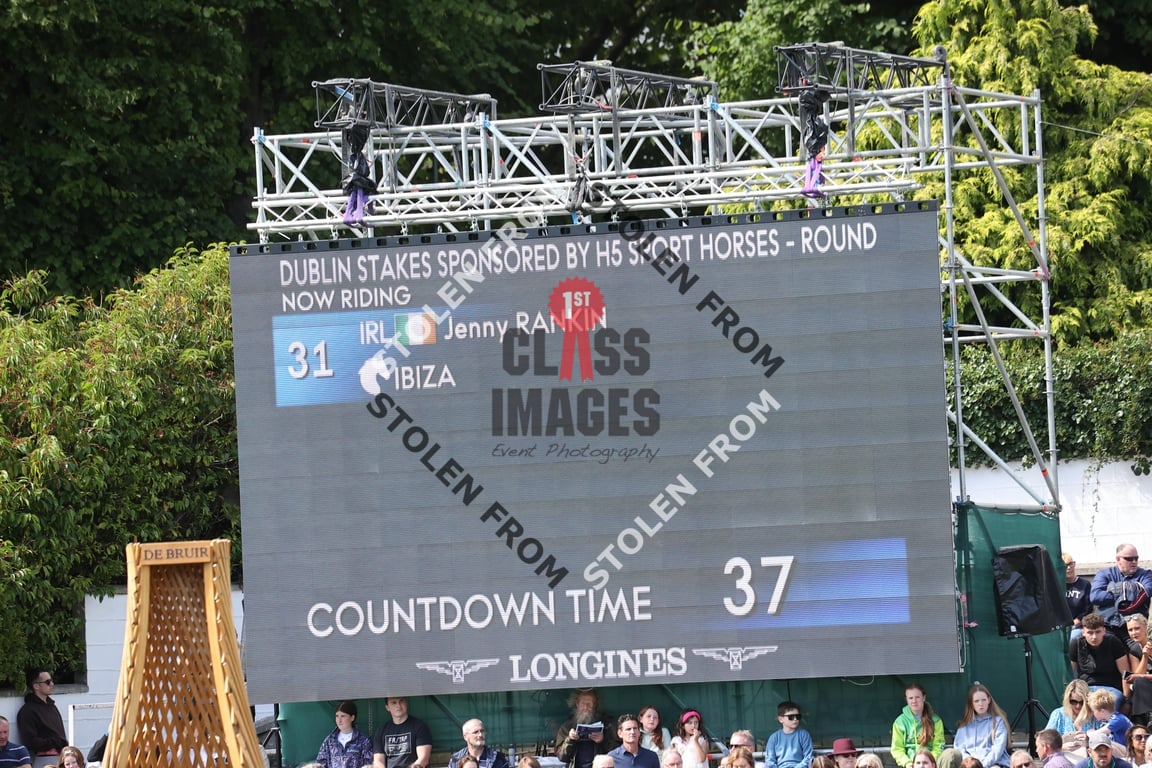 DUBLIN STAKES SPONSORED BY H5 SPORT HORSES - ROUND
NOW RIDING
31
IRL Jenny RANKIN
IBIZA
STOLEN FROM
STOLEN FROM
1ST
CLASS
IMAGES
Event Photography
STOLEN FROM
STOLEN FROM
DE BRUIR
COUNTDOWN TIME 37
LONGINES